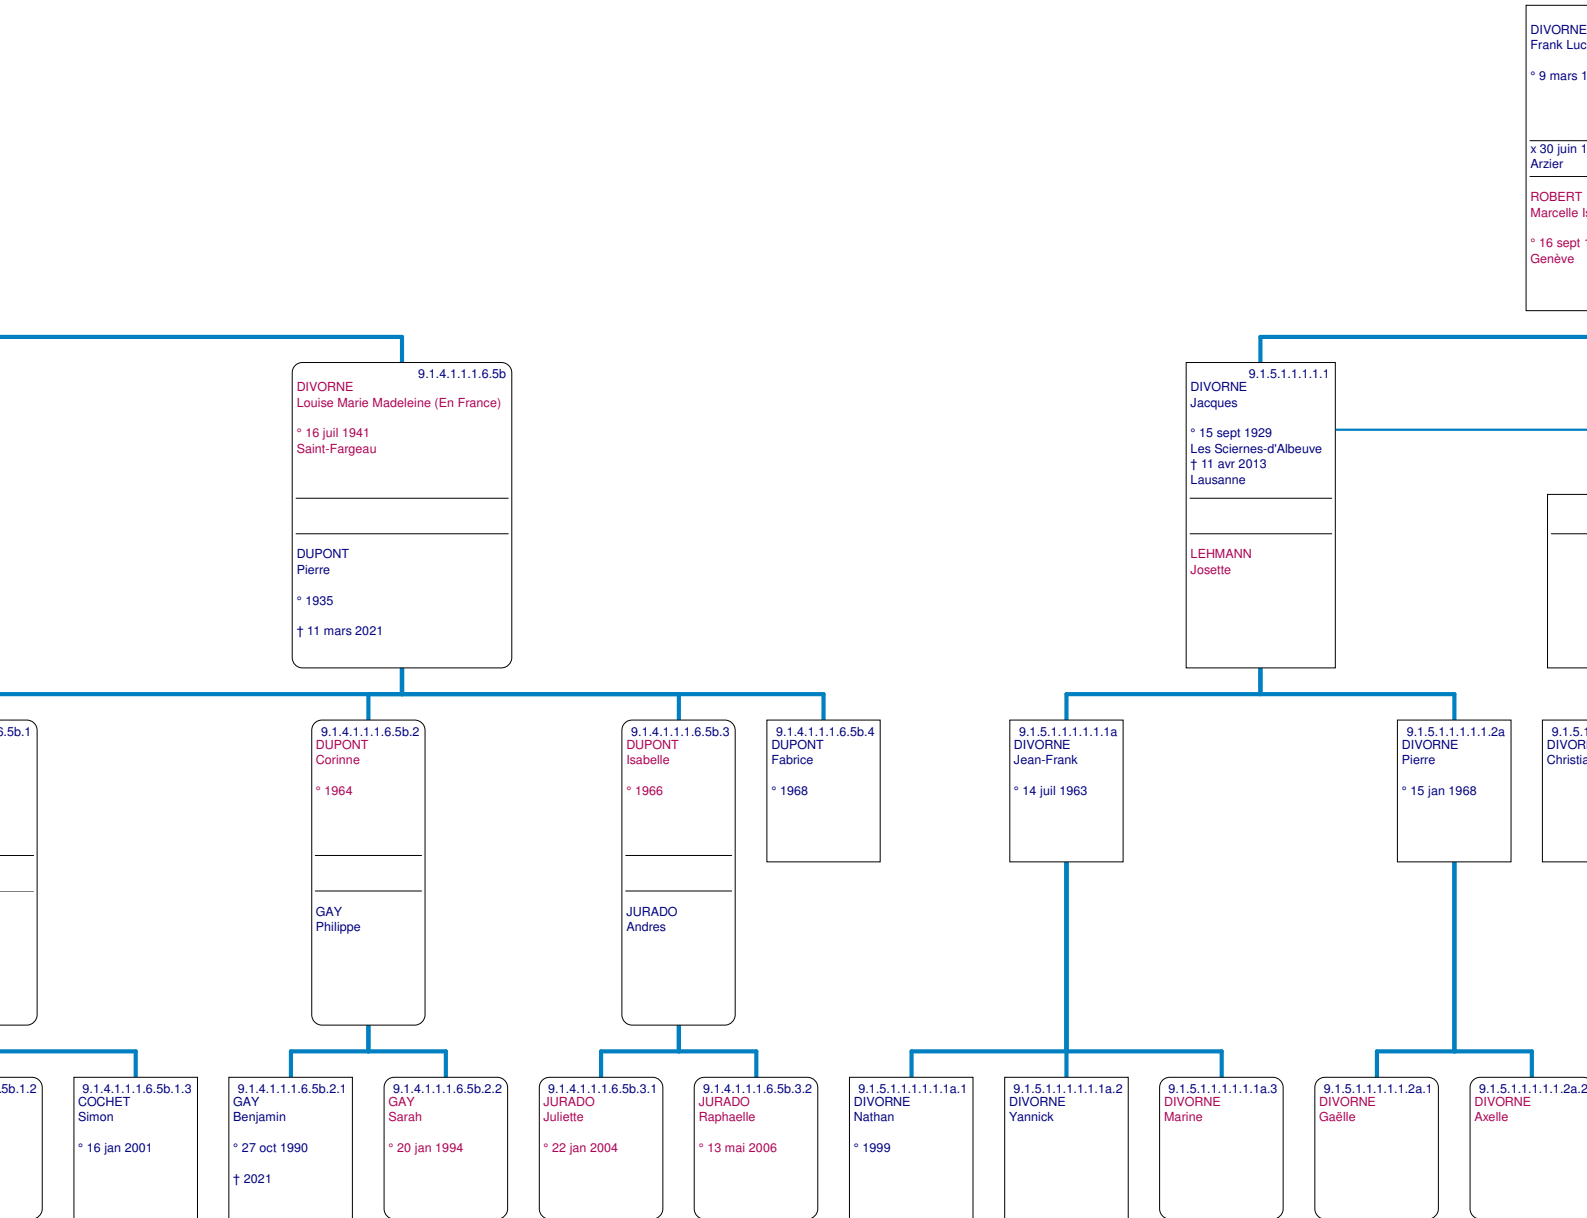 DIVORNE
Frank Luc
° 9 mars 1
x 30 juin 1
Arzier
ROBERT
Marcelle
° 16 sept
Genève
9.1.4.1.1.1.6.5b
DIVORNE
Louise Marie Madeleine (En France)
° 16 juil 1941
Saint-Fargeau
DUPONT
Pierre
° 1935
† 11 mars 2021
9.1.5.1.1.1.1.1
DIVORNE
Jacques
° 15 sept 1929
Les Sciernes-d'Albeuve
† 11 avr 2013
Lausanne
LEHMANN
Josette
6.5b.1
9.1.4.1.1.1.6.5b.2
DUPONT
Corinne
° 1964
GAY
Philippe
9.1.4.1.1.1.6.5b.3
DUPONT
Isabelle
° 1966
JURADO
Andres
9.1.4.1.1.1.6.5b.4
DUPONT
Fabrice
° 1968
9.1.5.1.1.1.1.1.1a
DIVORNE
Jean-Frank
° 14 juil 1963
9.1.5.1.1.1.1.1.2a
DIVORNE
Pierre
° 15 jan 1968
9.1.5.1
DIVOR
Christia
.5b.1.2
9.1.4.1.1.1.6.5b.1.3
COCHET
Simon
° 16 jan 2001
9.1.4.1.1.1.6.5b.2.1
GAY
Benjamin
° 27 oct 1990
† 2021
9.1.4.1.1.1.6.5b.2.2
GAY
Sarah
° 20 jan 1994
9.1.4.1.1.1.6.5b.3.1
JURADO
Juliette
° 22 jan 2004
9.1.4.1.1.1.6.5b.3.2
JURADO
Raphaelle
° 13 mai 2006
9.1.5.1.1.1.1.1.1a.1
DIVORNE
Nathan
° 1999
9.1.5.1.1.1.1.1.1a.2
DIVORNE
Yannick
9.1.5.1.1.1.1.1.1a.3
DIVORNE
Marine
9.1.5.1.1.1.1.1.2a.1
DIVORNE
Gaëlle
9.1.5.1.1.1.1.1.2a.2
DIVORNE
Axelle